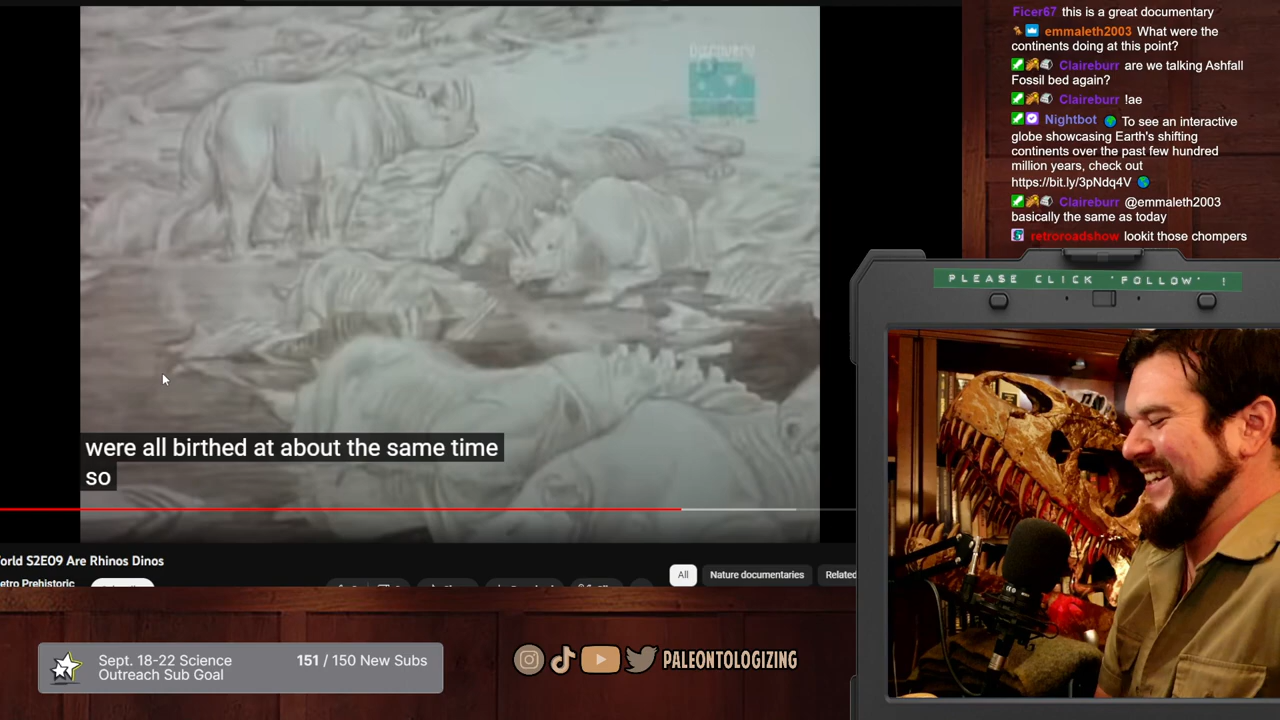 Ficer67 this is a great documentary
emmaleth2003 What were the
continents doing at this point?
Claireburr are we talking Ashfall
Fossil bed again?
Claireburr !ae
Nightbot To see an interactive
globe showcasing Earth's shifting
continents over the past few hundred
million years, check out
https://bit.ly/3pNdq4V
Claireburr @emmaleth2003
basically the same as today
retroroadshow lookit those chompers
DISCOVERY
PLEASE CLICK 'FOLLOW' !
were all birthed at about the same time
so
orld S2E09 Are Rhinos Dinos
etro Prehistoric
All Nature documentaries Related
Sept. 18-22 Science
Outreach Sub Goal
151 / 150 New Subs
PALEONTOLOGIZING